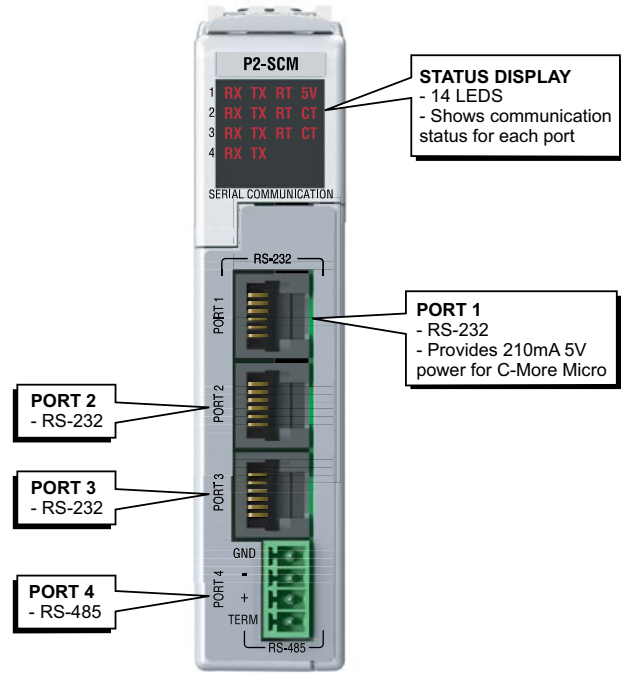 P2-SCM
1 RX TX RT 5V
2 RX TX RT CT
3 RX TX RT CT
4 RX TX
SERIAL COMMUNICATION
STATUS DISPLAY
- 14 LEDS
- Shows communication
status for each port
RS-232
PORT 1
PORT 1
- RS-232
- Provides 210mA 5V
power for C-More Micro
PORT 2
- RS-232
PORT 2
PORT 3
- RS-232
PORT 3
PORT 4
- RS-485
PORT 4
GND
-
+
TERM
RS-485